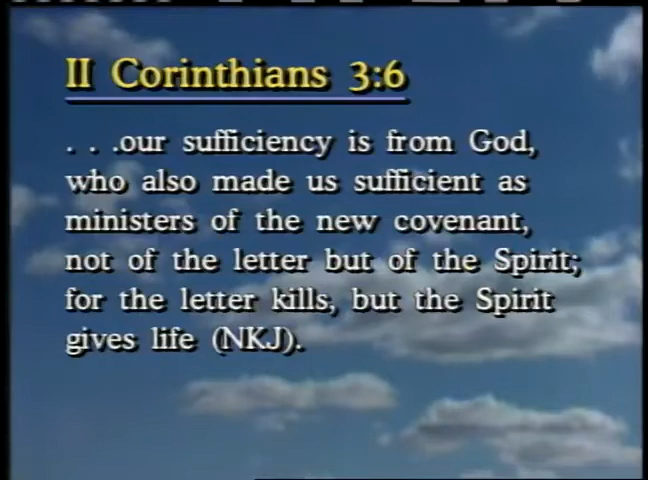 II Corinthians 3:6
. . .our sufficiency is from God,
who also made us sufficient as
ministers of the new covenant,
not of the letter but of the Spirit;
for the letter kills, but the Spirit
gives life (NKJ).